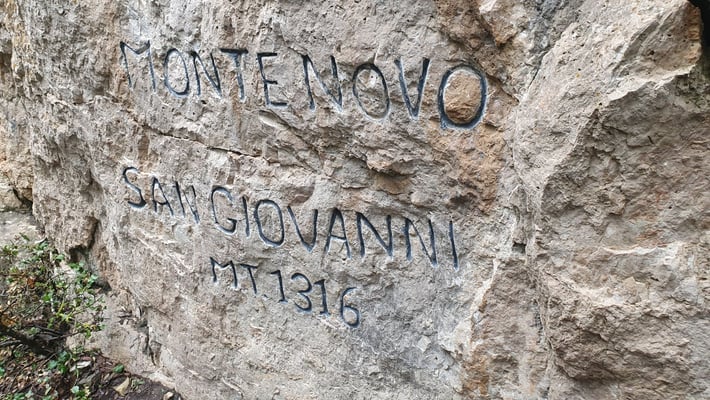 MONTE NOVO
SAN GIOVANNI
MT. 1316